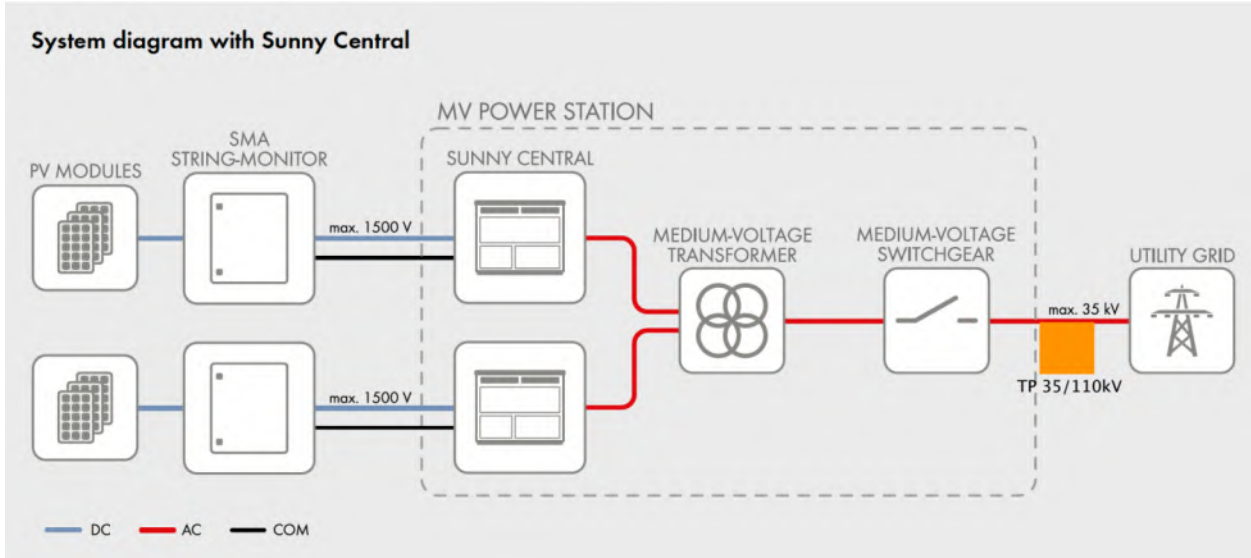 System diagram with Sunny Central
MV POWER STATION
PV MODULES
SMA
STRING-MONITOR
SUNNY CENTRAL
max. 1500 V
MEDIUM-VOLTAGE
TRANSFORMER
MEDIUM-VOLTAGE
SWITCHGEAR
UTILITY GRID
max. 35 kV
TP 35/110kV
max. 1500 V
DC
AC
COM